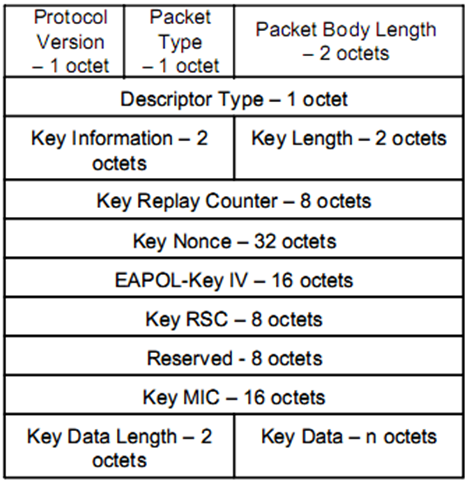 Protocol Version – 1 octet
Packet Type – 1 octet
Packet Body Length – 2 octets
Descriptor Type – 1 octet
Key Information – 2 octets
Key Length – 2 octets
Key Replay Counter – 8 octets
Key Nonce – 32 octets
EAPOL-Key IV – 16 octets
Key RSC – 8 octets
Reserved - 8 octets
Key MIC – 16 octets
Key Data Length – 2 octets
Key Data – n octets